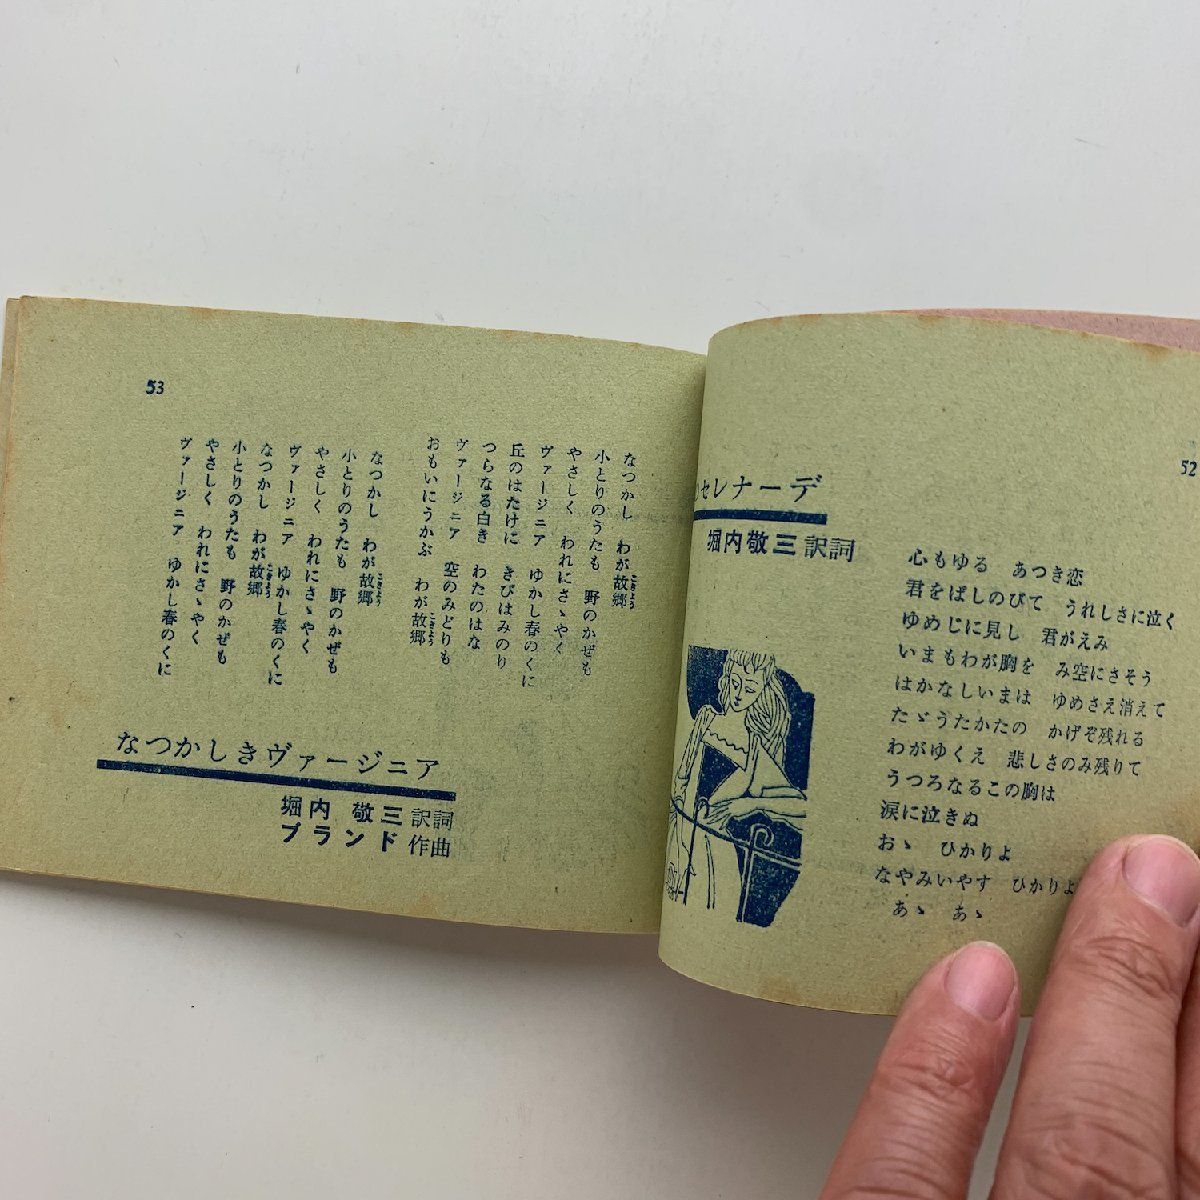 53
なつかし わが故郷
小とりのうたも 野のかぜも
やさしく われにさゝやく
ヴァージニア ゆかし春のくに
丘のはたけに きびはみのり
つらなる白き わたのはな
ヴァージニア 空のみどりも
おもいにうかぶ わが故郷
なつかし わが故郷
小とりのうたも 野のかぜも
やさしく われにさゝやく
ヴァージニア ゆかし春のくに
なつかし わが故郷
小とりのうたも 野のかぜも
やさしく われにさゝやく
ヴァージニア ゆかし春のくに
なつかしきヴァージニア
堀内 敬三 訳詞
ブランド 作曲
52
セレナーデ
堀内敬三 訳詞
心もゆる あつき恋
君をばしのびて うれしさに泣く
ゆめじに見し 君がえみ
いまもわが胸を み空にさそう
はかなしいまは ゆめさえ消えて
たゞうたかたの かげぞ残れる
わがゆくえ 悲しさのみ残りて
うつろなるこの胸は
涙に泣きぬ
おゝ ひかりよ
なやみいやす ひかりよ
あゝ あゝ